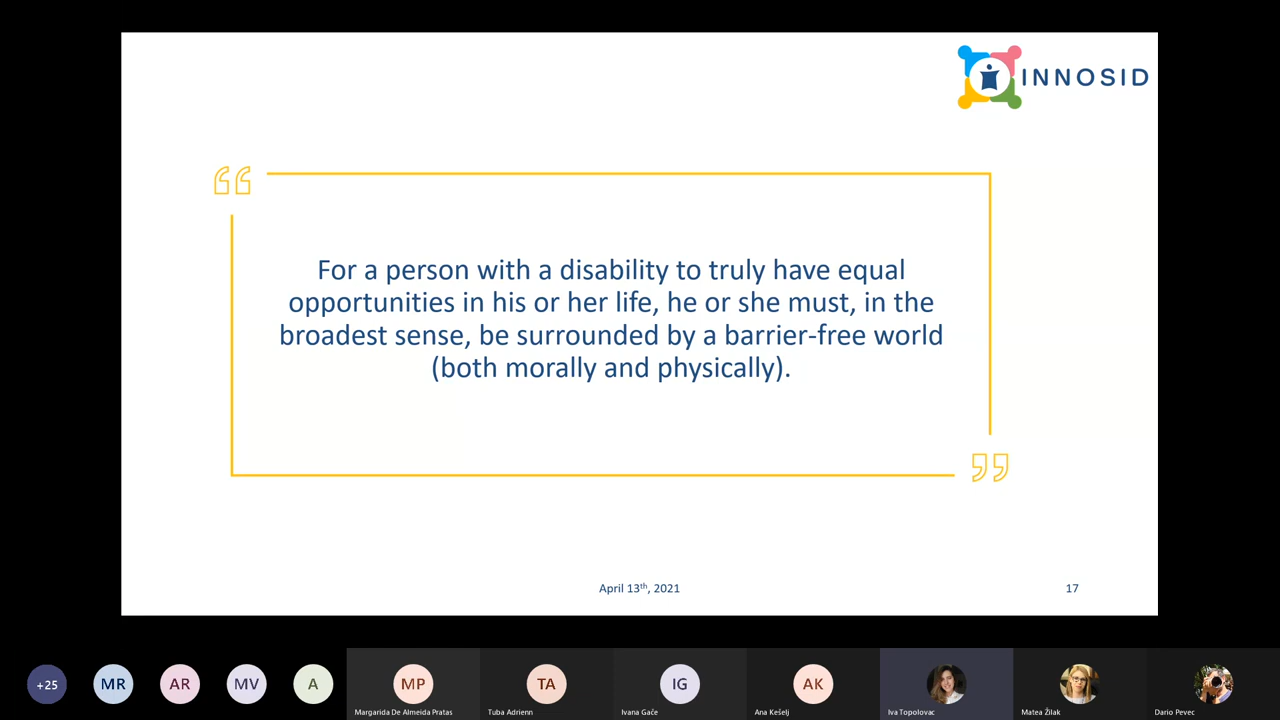 INNOSID
“
For a person with a disability to truly have equal
opportunities in his or her life, he or she must, in the
broadest sense, be surrounded by a barrier-free world
(both morally and physically).
”
April 13th, 2021
17
+25
MR
AR
MV
A
MP
TA
IG
AK
Margarida De Almeida Pratas
Tuba Adrienn
Ivana Gaće
Ana Kešelj
Iva Topolovac
Matea Žilak
Dario Pevec